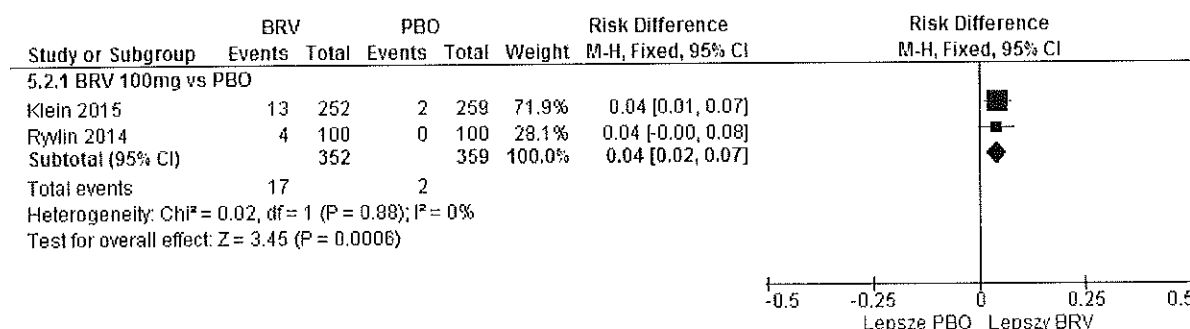 BRV PBO Risk Difference Risk Difference
Study or Subgroup Events Total Events Total Weight M-H, Fixed, 95% CI M-H, Fixed, 95% CI
5.2.1 BRV 100mg vs PBO
Klein 2015 13 252 2 259 71.9% 0.04 [0.01, 0.07]
Rywlin 2014 4 100 0 100 28.1% 0.04 [-0.00, 0.08]
Subtotal (95% CI) 352 359 100.0% 0.04 [0.02, 0.07]
Total events 17 2
Heterogeneity: Chi² = 0.02, df = 1 (P = 0.88); I² = 0%
Test for overall effect: Z = 3.45 (P = 0.0006)
-0.5 -0.25 0 0.25 0.5
Lepsze PBO Lepszy BRV